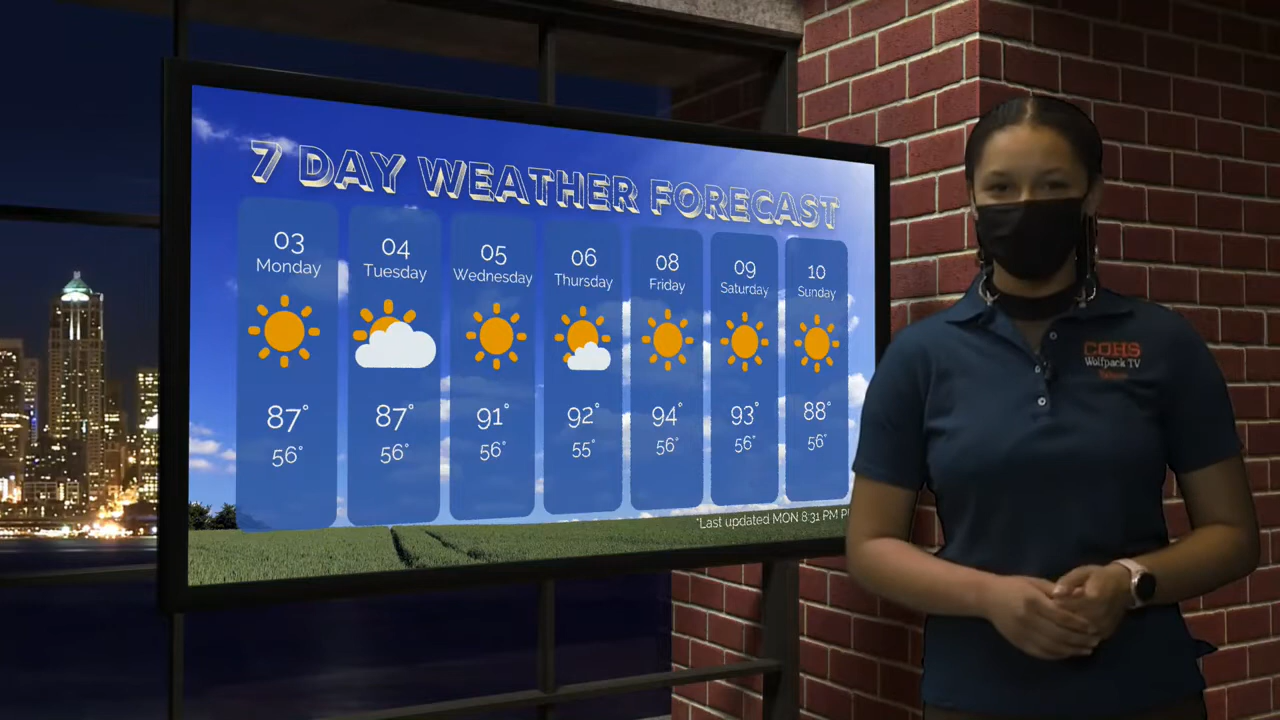 7 DAY WEATHER FORECAST
03
Monday
87°
56°
04
Tuesday
87°
56°
05
Wednesday
91°
56°
06
Thursday
92°
55°
08
Friday
94°
56°
09
Saturday
93°
56°
10
Sunday
88°
56°
*Last updated MON 8:31 PM
COHS
Wolfpack TV